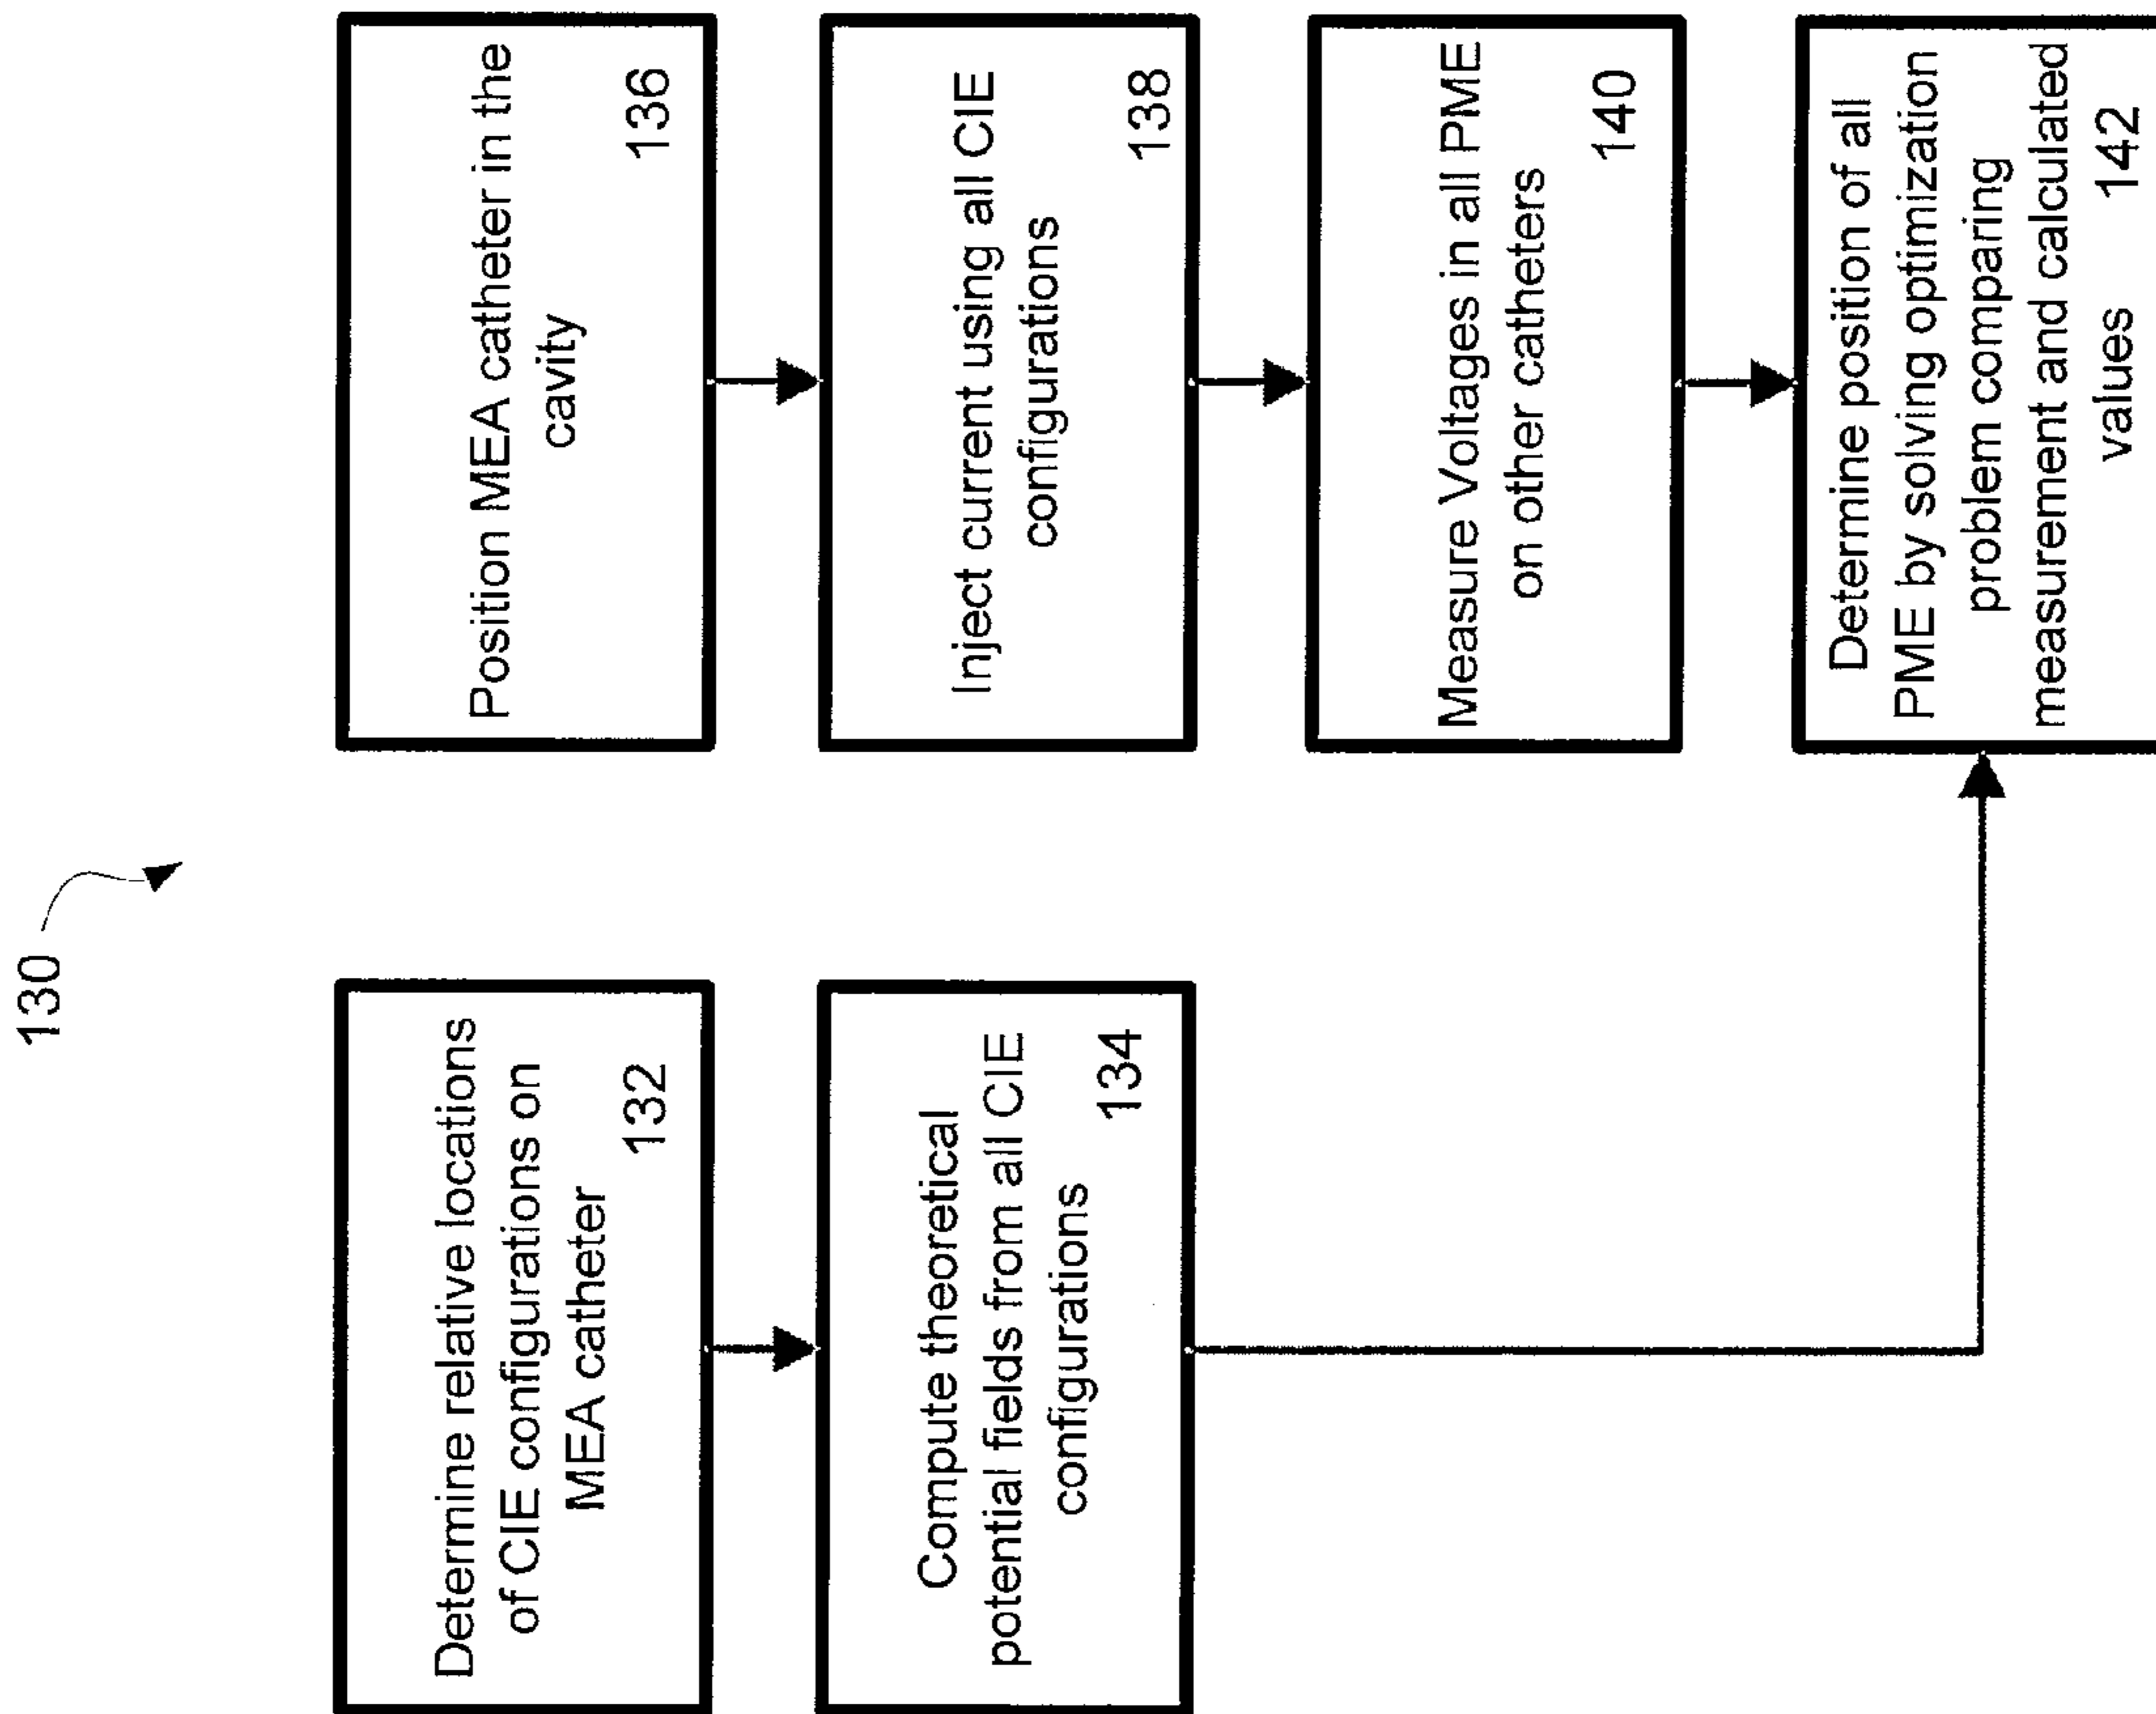 130
Determine relative locations
of CIE configurations on
MEA catheter
132
Compute theoretical
potential fields from all CIE
configurations
134
Position MEA catheter in the
cavity
136
Inject current using all CIE
configurations
138
Measure Voltages in all PME
on other catheters
140
Determine position of all
PME by solving optimization
problem comparing
measurement and calculated
values 142